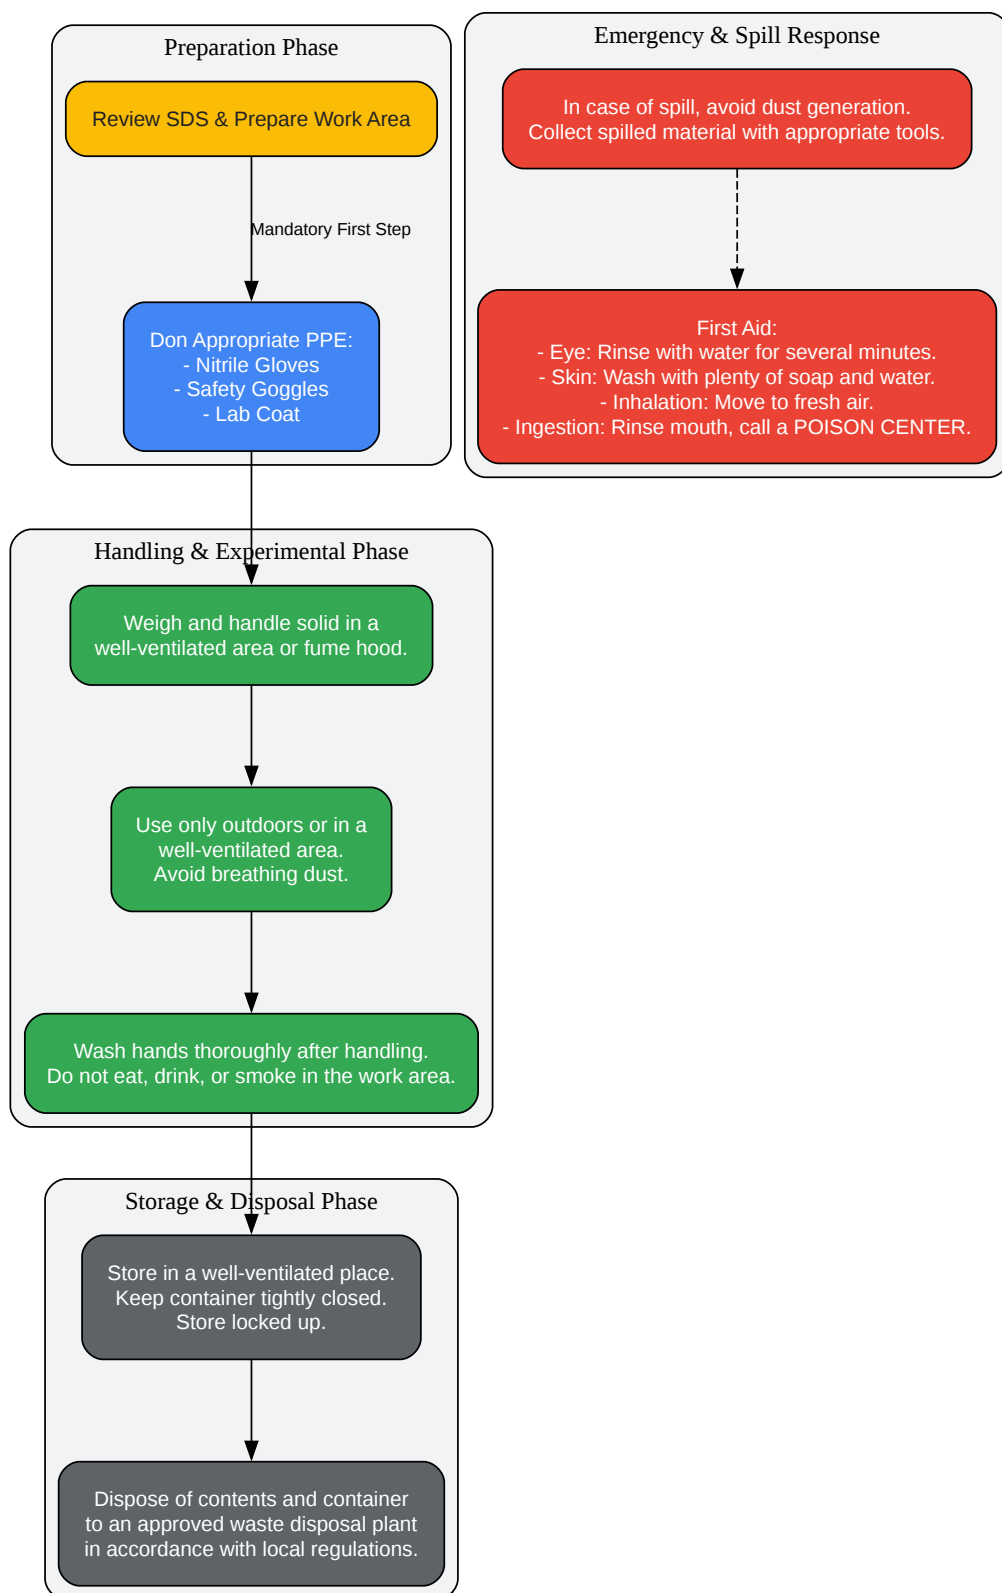 Preparation Phase
Review SDS & Prepare Work Area
Mandatory First Step
Don Appropriate PPE:
- Nitrile Gloves
- Safety Goggles
- Lab Coat
Emergency & Spill Response
In case of spill, avoid dust generation.
Collect spilled material with appropriate tools.
First Aid:
- Eye: Rinse with water for several minutes.
- Skin: Wash with plenty of soap and water.
- Inhalation: Move to fresh air.
- Ingestion: Rinse mouth, call a POISON CENTER.
Handling & Experimental Phase
Weigh and handle solid in a
well-ventilated area or fume hood.
Use only outdoors or in a
well-ventilated area.
Avoid breathing dust.
Wash hands thoroughly after handling.
Do not eat, drink, or smoke in the work area.
Storage & Disposal Phase
Store in a well-ventilated place.
Keep container tightly closed.
Store locked up.
Dispose of contents and container
to an approved waste disposal plant
in accordance with local regulations.